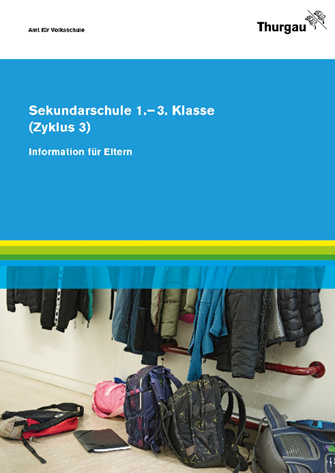 Amt für Volksschule
Thurgau
Sekundarschule 1.–3. Klasse
(Zyklus 3)
Information für Eltern